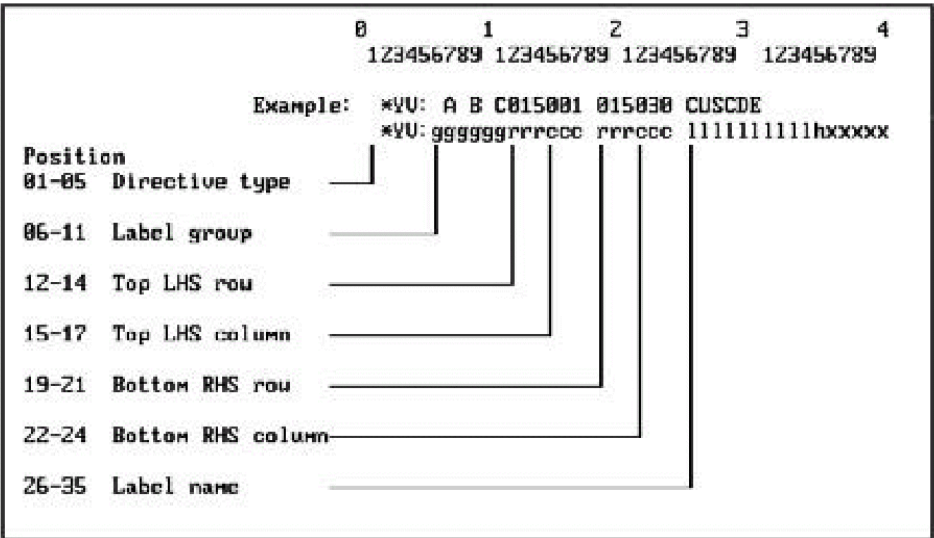 0 1 2 3 4
123456789 123456789 123456789 123456789
Example: *YV: A B C015001 015030 CUSCDE
*YV:ggggggrrrccc rrrccc llllllllllhxxxxx
Position
01-05 Directive type
06-11 Label group
12-14 Top LHS row
15-17 Top LHS column
19-21 Bottom RHS row
22-24 Bottom RHS column
26-35 Label name